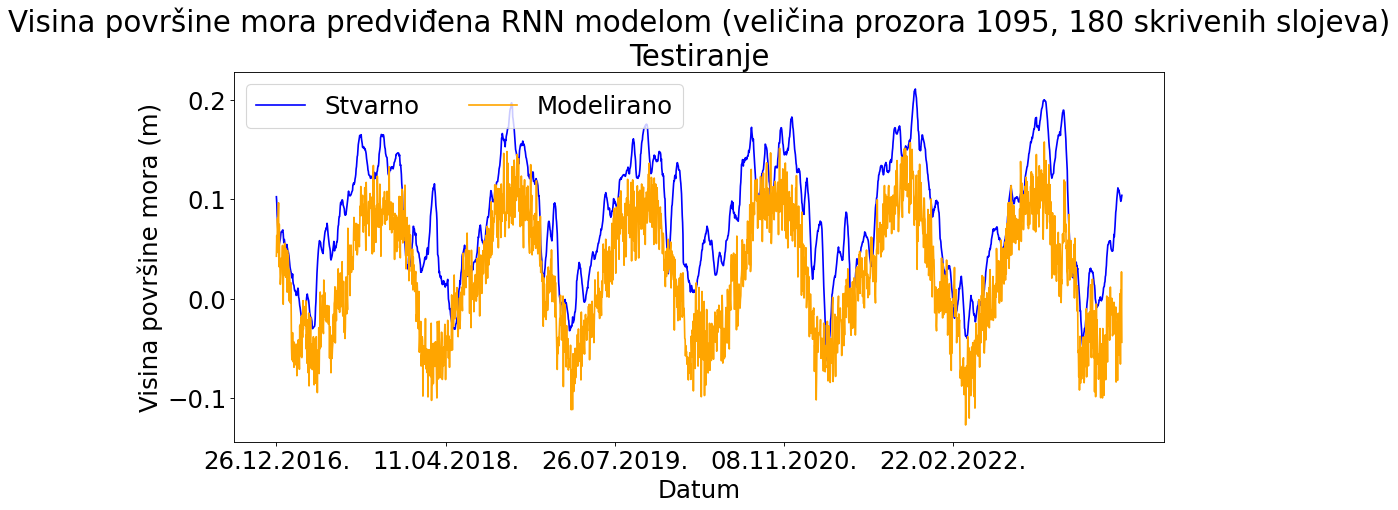 Visina površine mora predviđena RNN modelom (veličina prozora 1095, 180 skrivenih slojeva)
Testiranje
Stvarno
Modelirano
Visina površine mora (m)
0.2
0.1
0.0
−0.1
26.12.2016.
11.04.2018.
26.07.2019.
08.11.2020.
22.02.2022.
Datum